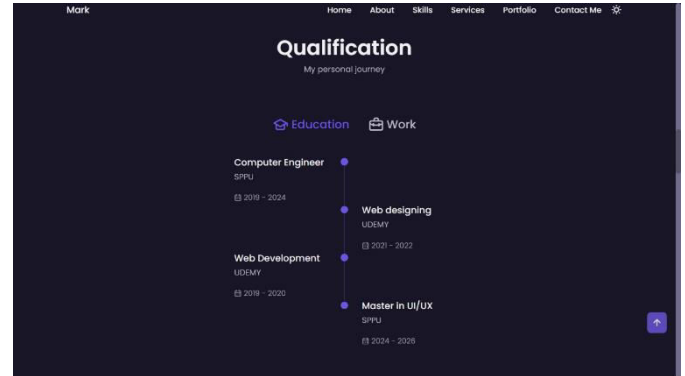 Mark Home About Skills Services Portfolio Contact Me
Qualification
My personal journey
Education Work
Computer Engineer
SPPU
2019 - 2024
Web designing
UDEMY
2021 - 2022
Web Development
UDEMY
2019 - 2020
Master in UI/UX
SPPU
2024 - 2026